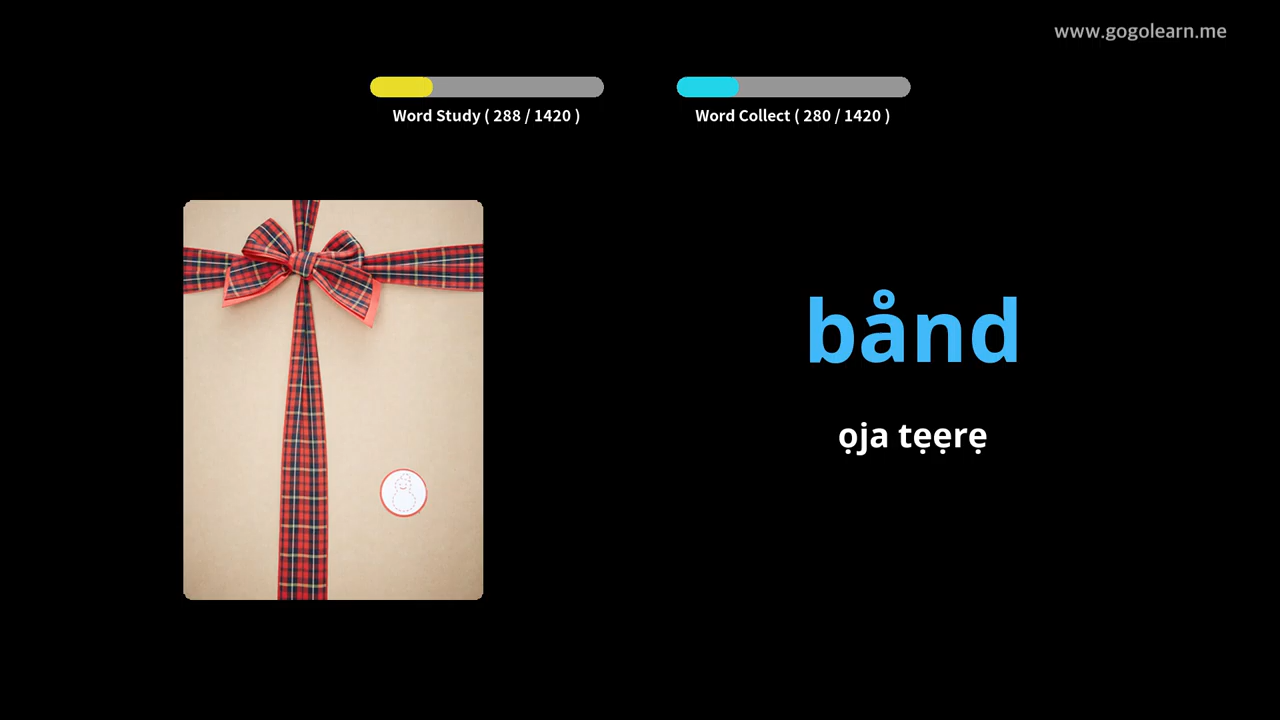 www.gogolearn.me
Word Study ( 288 / 1420 )
Word Collect ( 280 / 1420 )
bånd
ọja tẹẹrẹ